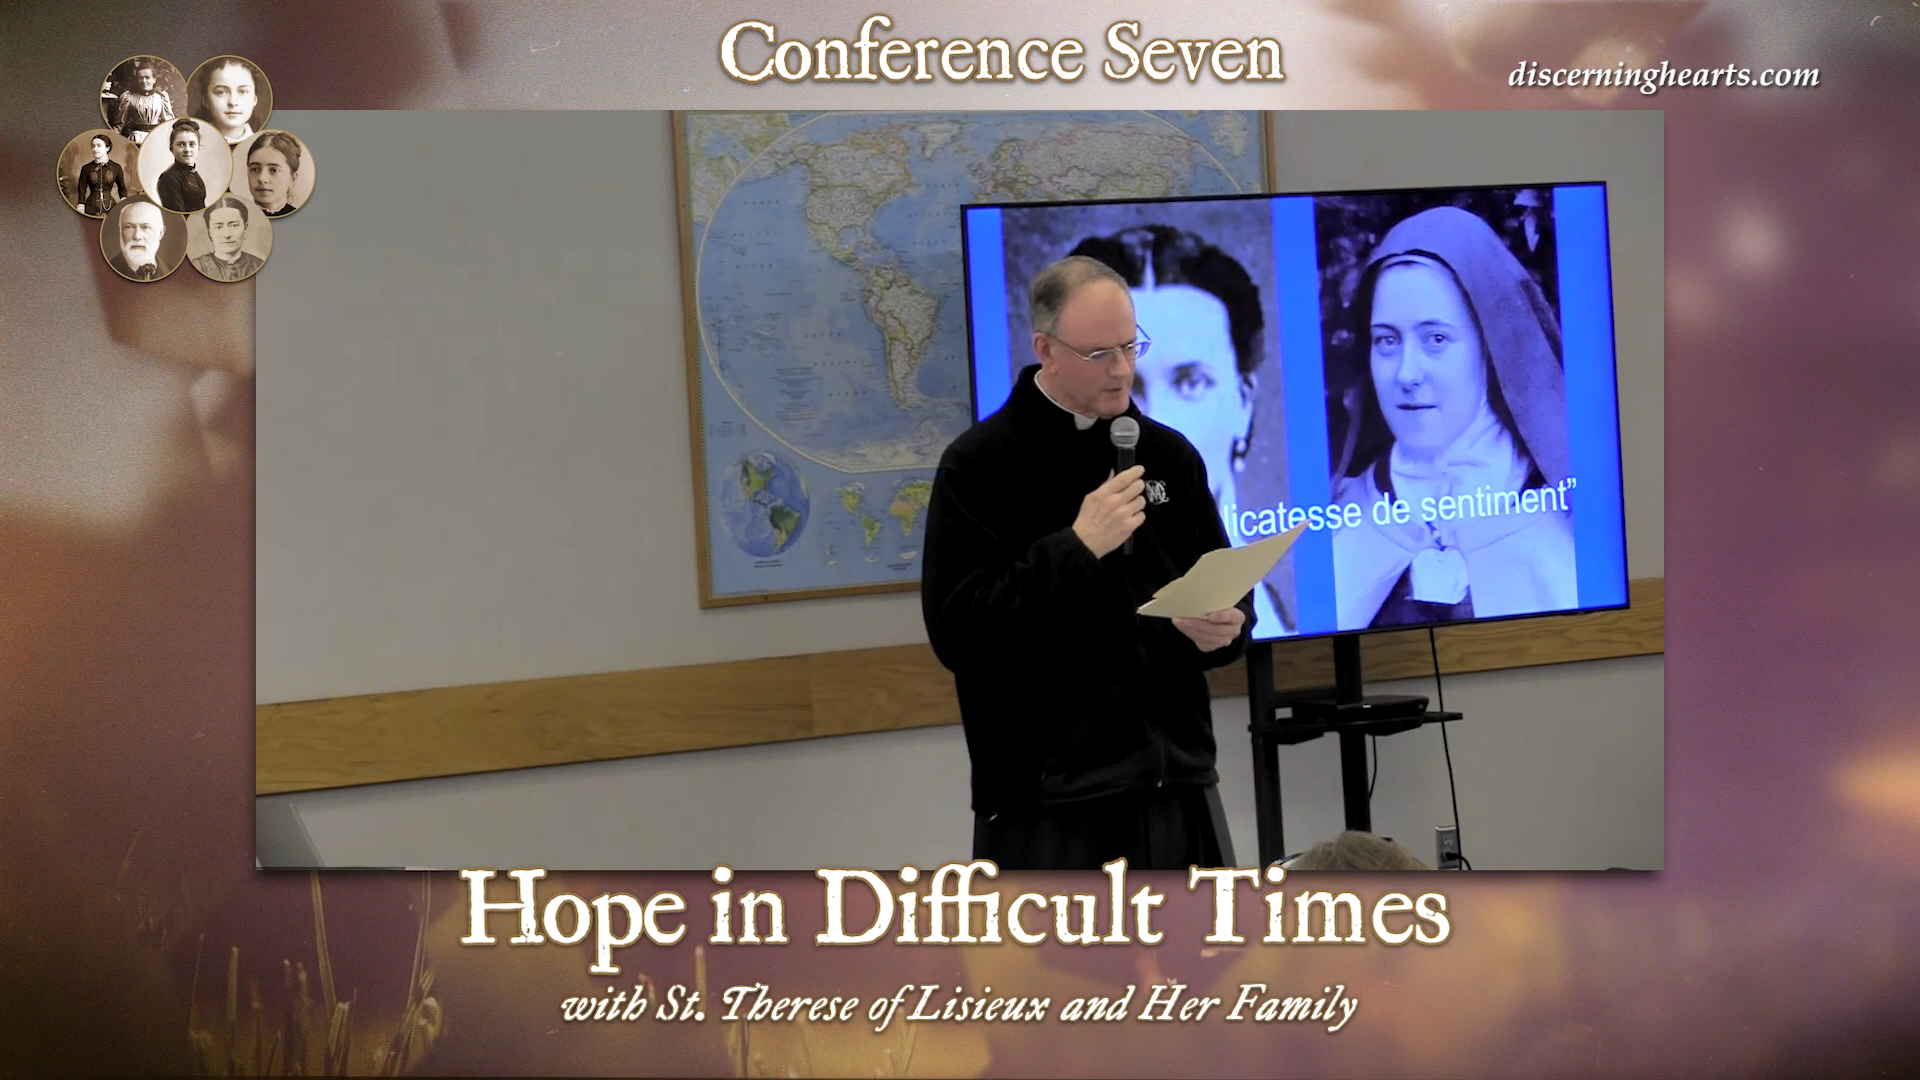 Conference Seven
discerninghearts.com
licatesse de sentiment”
Hope in Difficult Times
with St. Therese of Lisieux and Her Family